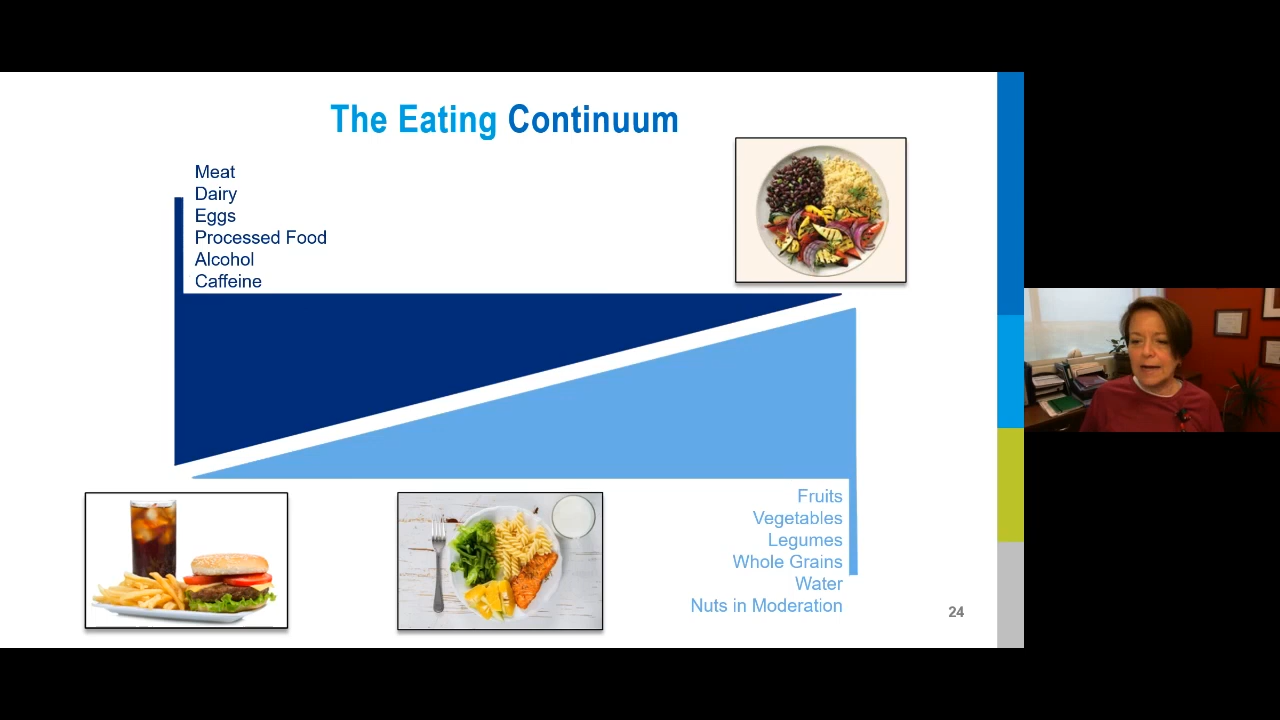 The Eating Continuum
Meat
Dairy
Eggs
Processed Food
Alcohol
Caffeine
Fruits
Vegetables
Legumes
Whole Grains
Water
Nuts in Moderation
24